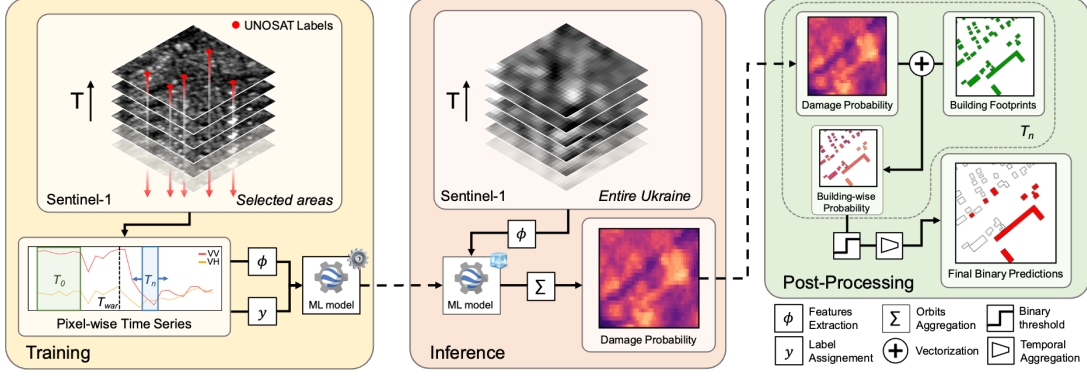 UNOSAT Labels
T
Sentinel-1
Selected areas
VV
VH
T0
Tn
Twar
Pixel-wise Time Series
ϕ
y
ML model
Training
T
Sentinel-1
Entire Ukraine
ϕ
ML model
Σ
Damage Probability
Inference
Damage Probability
Building Footprints
Tn
Building-wise
Probability
Final Binary Predictions
Post-Processing
ϕ
Features
Extraction
Σ
Orbits
Aggregation
Binary
threshold
y
Label
Assignement
Vectorization
Temporal
Aggregation